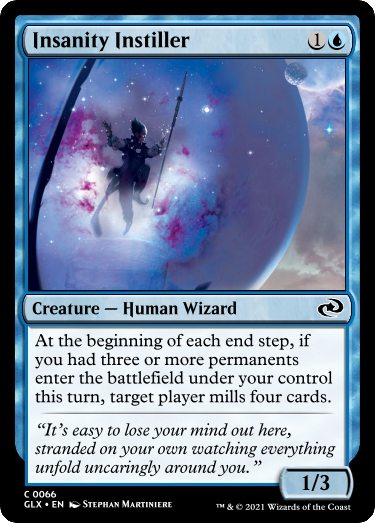 Insanity Instiller 1
Creature — Human Wizard
At the beginning of each end step, if
you had three or more permanents
enter the battlefield under your control
this turn, target player mills four cards.
“It’s easy to lose your mind out here,
stranded on your own watching everything
unfold uncaringly around you.”
1/3
C 0066
GLX • EN Stephan Martiniere
™ & © 2021 Wizards of the Coast